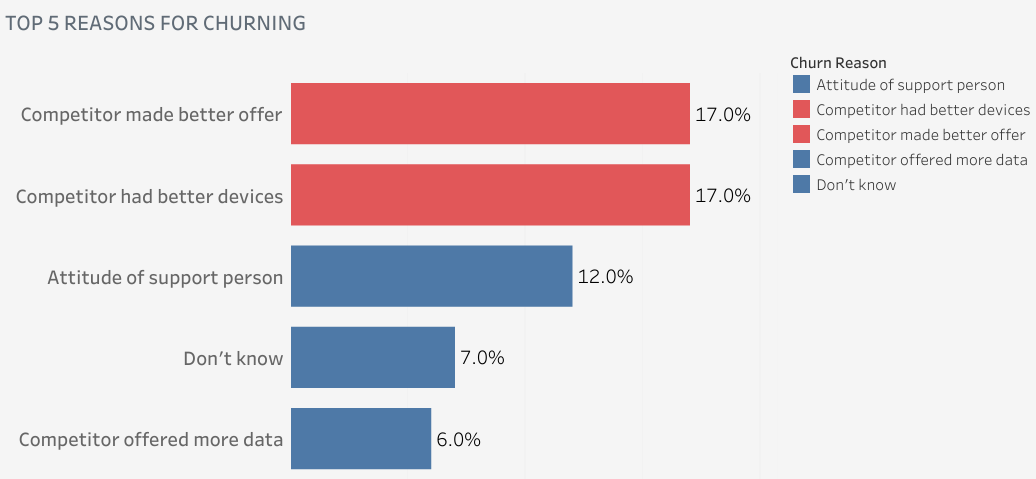 TOP 5 REASONS FOR CHURNING
Competitor made better offer
17.0%
Competitor had better devices
17.0%
Attitude of support person
12.0%
Don't know
7.0%
Competitor offered more data
6.0%
Churn Reason
Attitude of support person
Competitor had better devices
Competitor made better offer
Competitor offered more data
Don't know